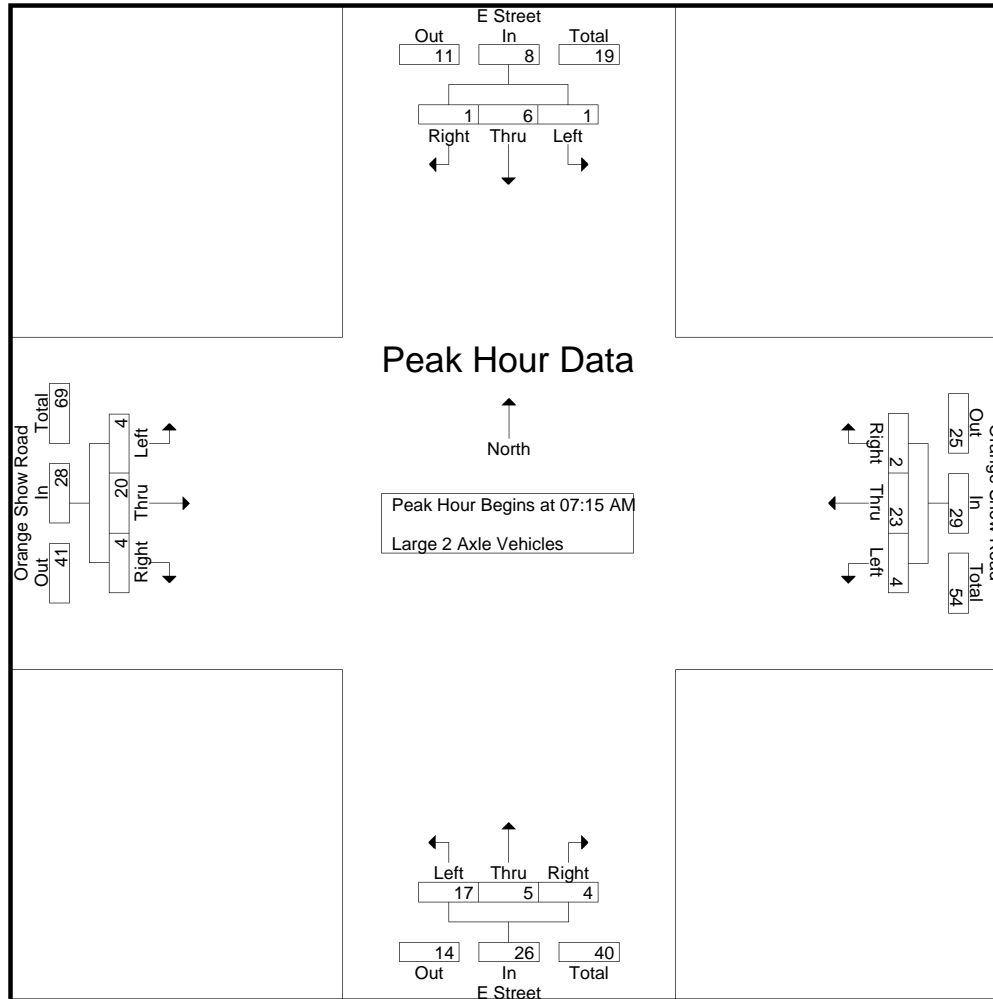 E Street
Out In Total
11 8 19
1 6 1
Right Thru Left
Peak Hour Data
North
Peak Hour Begins at 07:15 AM
Large 2 Axle Vehicles
Orange Show Road
Total In Out
69 28 41
4 20 4
Left Thru Right
Out In Total
25 29 54
2 23 4
Right Thru Left
Left Thru Right
17 5 4
14 26 40
Out In Total
E Street